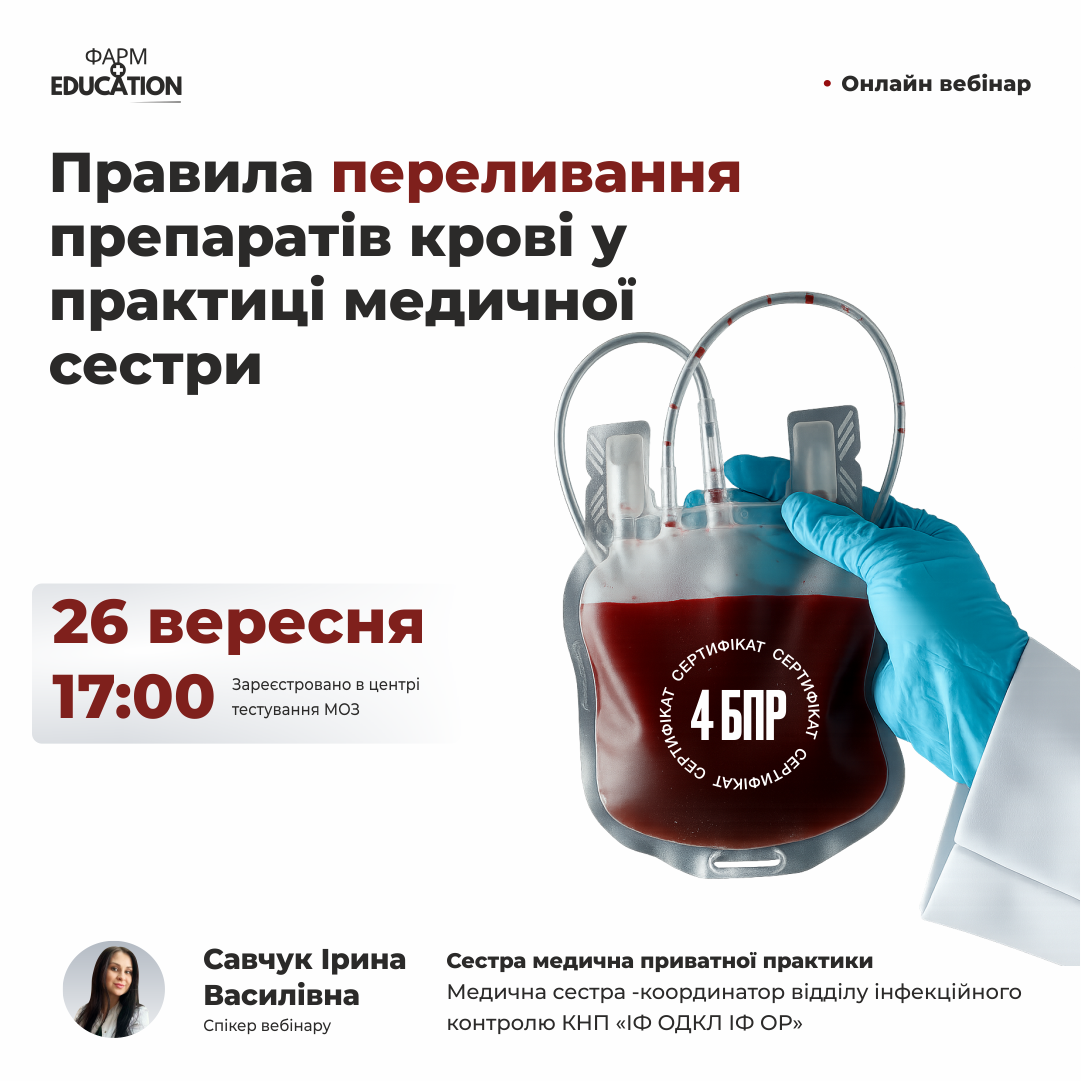 ФАРМ
EDUCATION
• Онлайн вебінар
Правила переливання
препаратів крові у
практиці медичної
сестри
26 вересня
17:00
Зареєстровано в центрі
тестування МОЗ
СЕРТИФІКАТ СЕРТИФІКАТ СЕРТИФІКАТ СЕРТИФІКАТ
4 БПР
Савчук Ірина
Василівна
Спікер вебінару
Сестра медична приватної практики
Медична сестра -координатор відділу інфекційного
контролю КНП «ІФ ОДКЛ ІФ ОР»